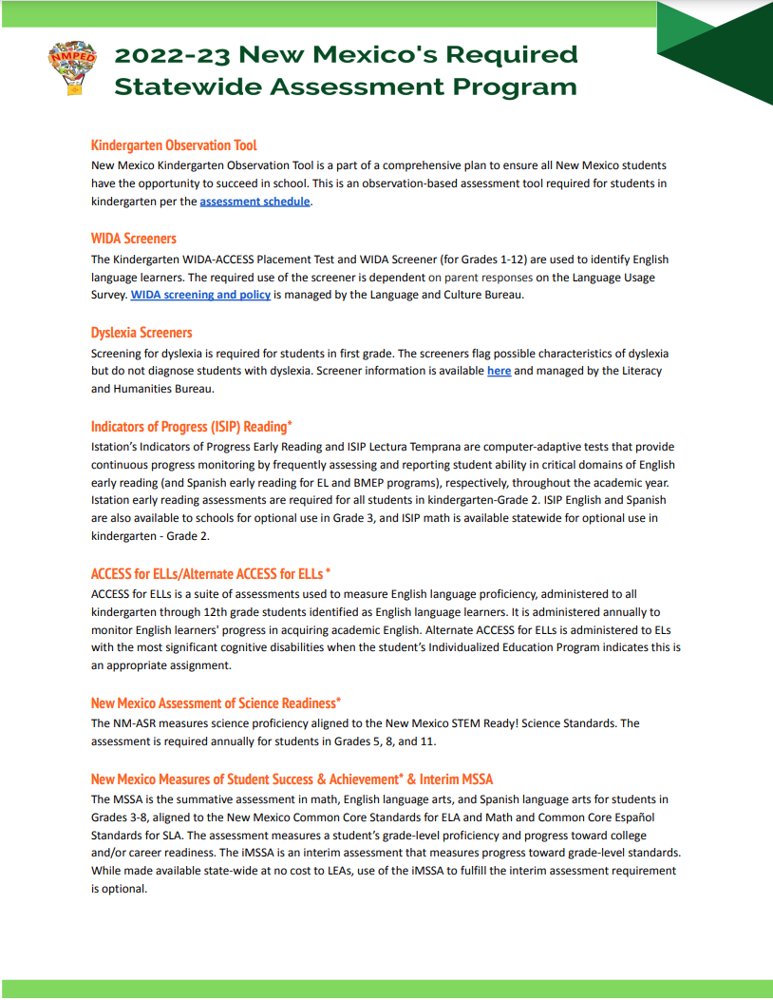 NMPED
2022-23 New Mexico's Required
Statewide Assessment Program
Kindergarten Observation Tool
New Mexico Kindergarten Observation Tool is a part of a comprehensive plan to ensure all New Mexico students
have the opportunity to succeed in school. This is an observation-based assessment tool required for students in
kindergarten per the assessment schedule.
WIDA Screeners
The Kindergarten WIDA-ACCESS Placement Test and WIDA Screener (for Grades 1-12) are used to identify English
language learners. The required use of the screener is dependent on parent responses on the Language Usage
Survey. WIDA screening and policy is managed by the Language and Culture Bureau.
Dyslexia Screeners
Screening for dyslexia is required for students in first grade. The screeners flag possible characteristics of dyslexia
but do not diagnose students with dyslexia. Screener information is available here and managed by the Literacy
and Humanities Bureau.
Indicators of Progress (ISIP) Reading*
Istation's Indicators of Progress Early Reading and ISIP Lectura Temprana are computer-adaptive tests that provide
continuous progress monitoring by frequently assessing and reporting student ability in critical domains of English
early reading (and Spanish early reading for EL and BMEP programs), respectively, throughout the academic year.
Istation early reading assessments are required for all students in kindergarten-Grade 2. ISIP English and Spanish
are also available to schools for optional use in Grade 3, and ISIP math is available statewide for optional use in
kindergarten - Grade 2.
ACCESS for ELLs/Alternate ACCESS for ELLs *
ACCESS for ELLs is a suite of assessments used to measure English language proficiency, administered to all
kindergarten through 12th grade students identified as English language learners. It is administered annually to
monitor English learners' progress in acquiring academic English. Alternate ACCESS for ELLs is administered to ELs
with the most significant cognitive disabilities when the student's Individualized Education Program indicates this is
an appropriate assignment.
New Mexico Assessment of Science Readiness*
The NM-ASR measures science proficiency aligned to the New Mexico STEM Ready! Science Standards. The
assessment is required annually for students in Grades 5, 8, and 11.
New Mexico Measures of Student Success & Achievement* & Interim MSSA
The MSSA is the summative assessment in math, English language arts, and Spanish language arts for students in
Grades 3-8, aligned to the New Mexico Common Core Standards for ELA and Math and Common Core Español
Standards for SLA. The assessment measures a student's grade-level proficiency and progress toward college
and/or career readiness. The iMSSA is an interim assessment that measures progress toward grade-level standards.
While made available state-wide at no cost to LEAs, use of the iMSSA to fulfill the interim assessment requirement
is optional.